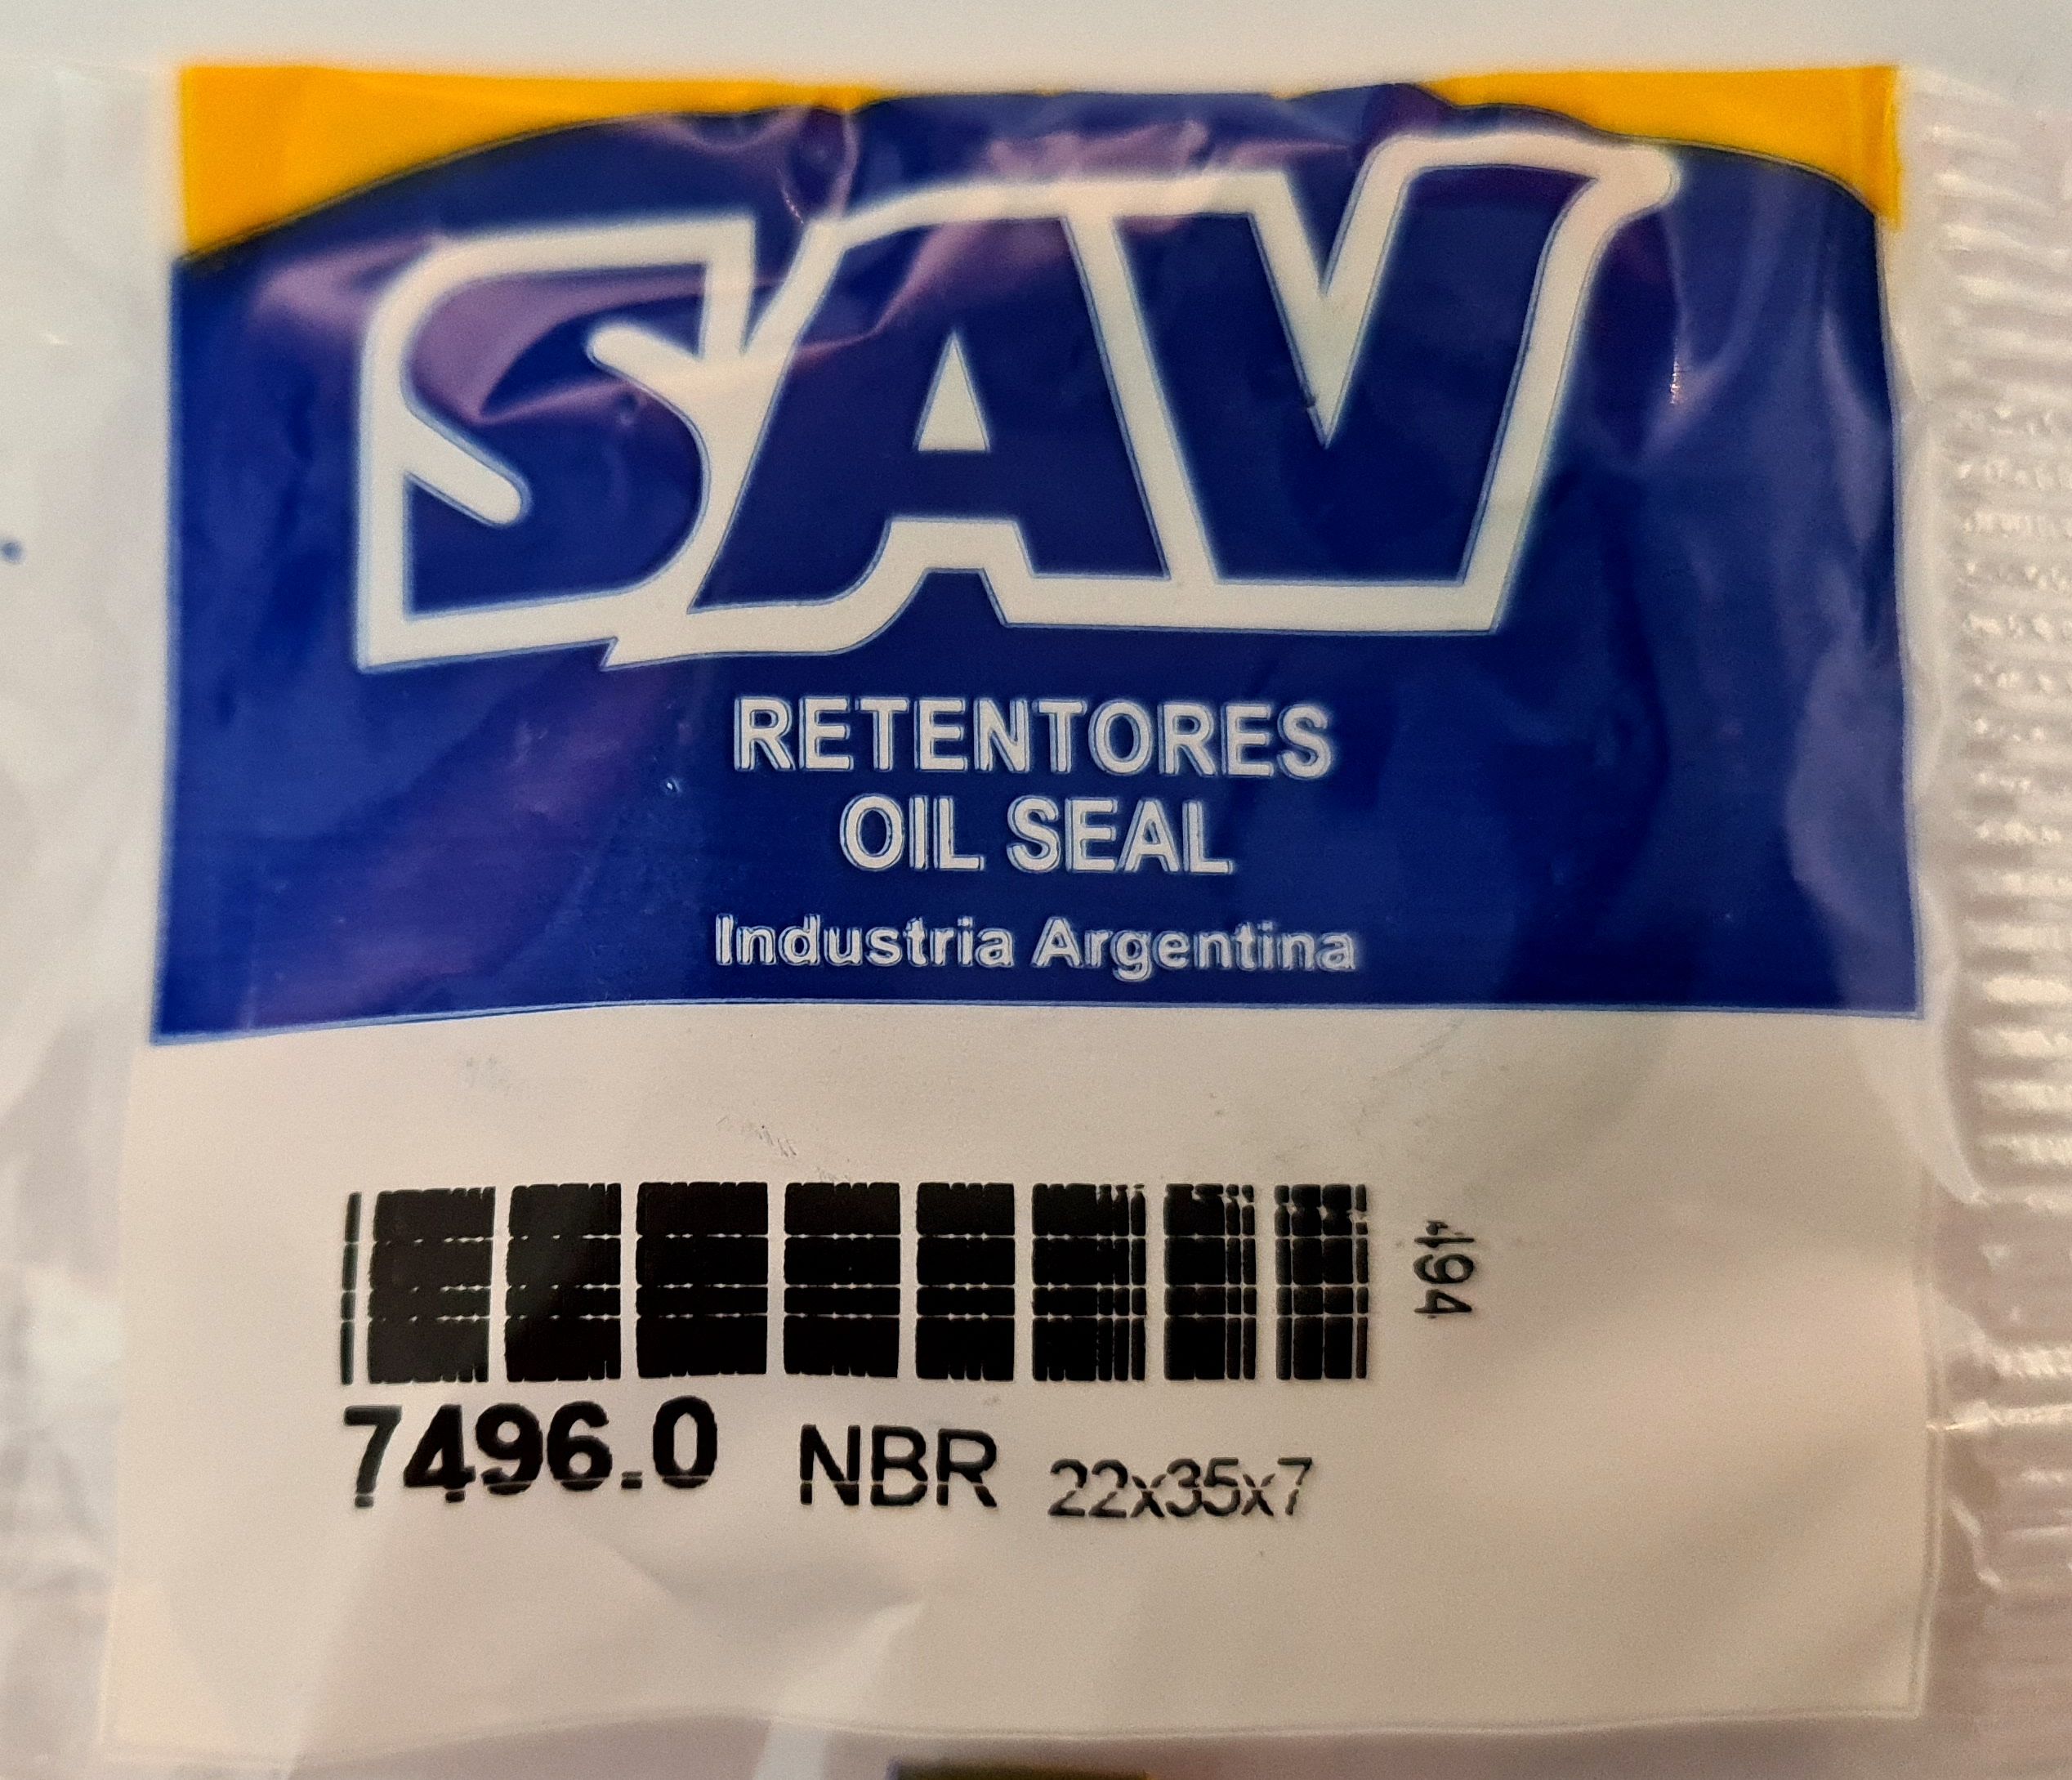 SAV
RETENTORES
OIL SEAL
Industria Argentina
494
7496.0 NBR 22x35x7